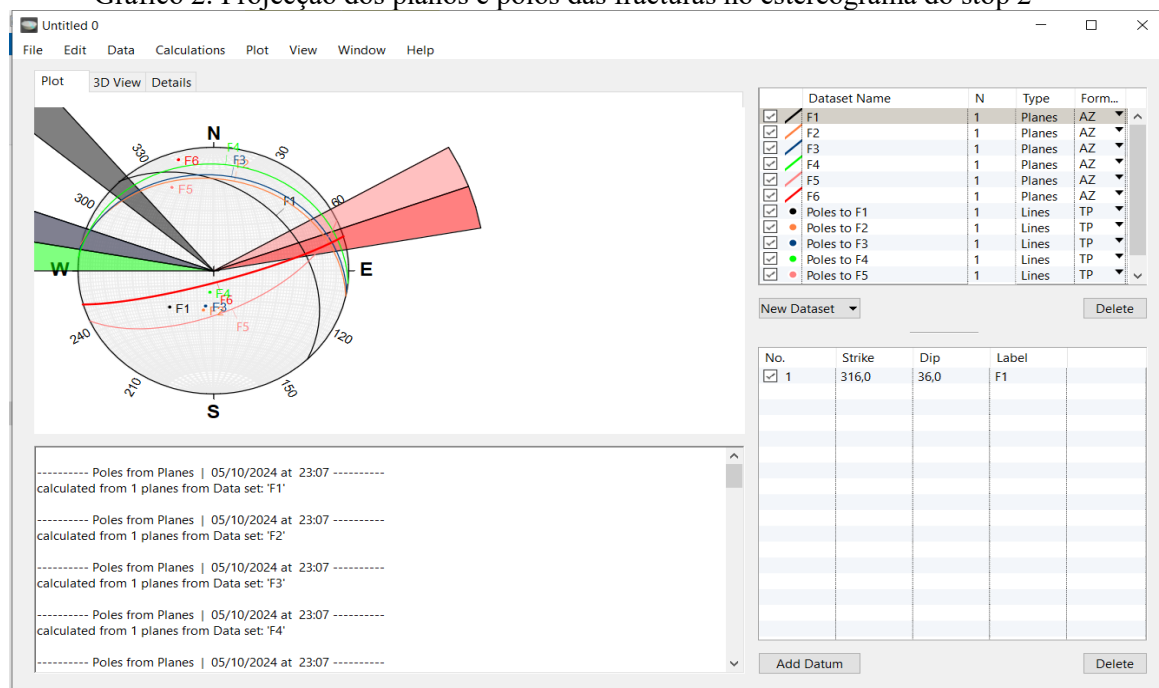 Gráfico 2: Projecção dos planos e polos das fracturas no estereograma do stop 2
Untitled 0
File Edit Data Calculations Plot View Window Help
Plot 3D View Details
N
330
F6
F4
F3
30
F5
300
F1
60
W
E
F4
F6
F1
F3
F5
240
120
210
150
S
Dataset Name N Type Form...
F1 1 Planes AZ
F2 1 Planes AZ
F3 1 Planes AZ
F4 1 Planes AZ
F5 1 Planes AZ
F6 1 Planes AZ
Poles to F1 1 Lines TP
Poles to F2 1 Lines TP
Poles to F3 1 Lines TP
Poles to F4 1 Lines TP
Poles to F5 1 Lines TP
New Dataset Delete
No. Strike Dip Label
1 316,0 36,0 F1
---------- Poles from Planes | 05/10/2024 at 23:07 ----------
calculated from 1 planes from Data set: 'F1'
---------- Poles from Planes | 05/10/2024 at 23:07 ----------
calculated from 1 planes from Data set: 'F2'
---------- Poles from Planes | 05/10/2024 at 23:07 ----------
calculated from 1 planes from Data set: 'F3'
---------- Poles from Planes | 05/10/2024 at 23:07 ----------
calculated from 1 planes from Data set: 'F4'
---------- Poles from Planes | 05/10/2024 at 23:07 ----------
Add Datum Delete